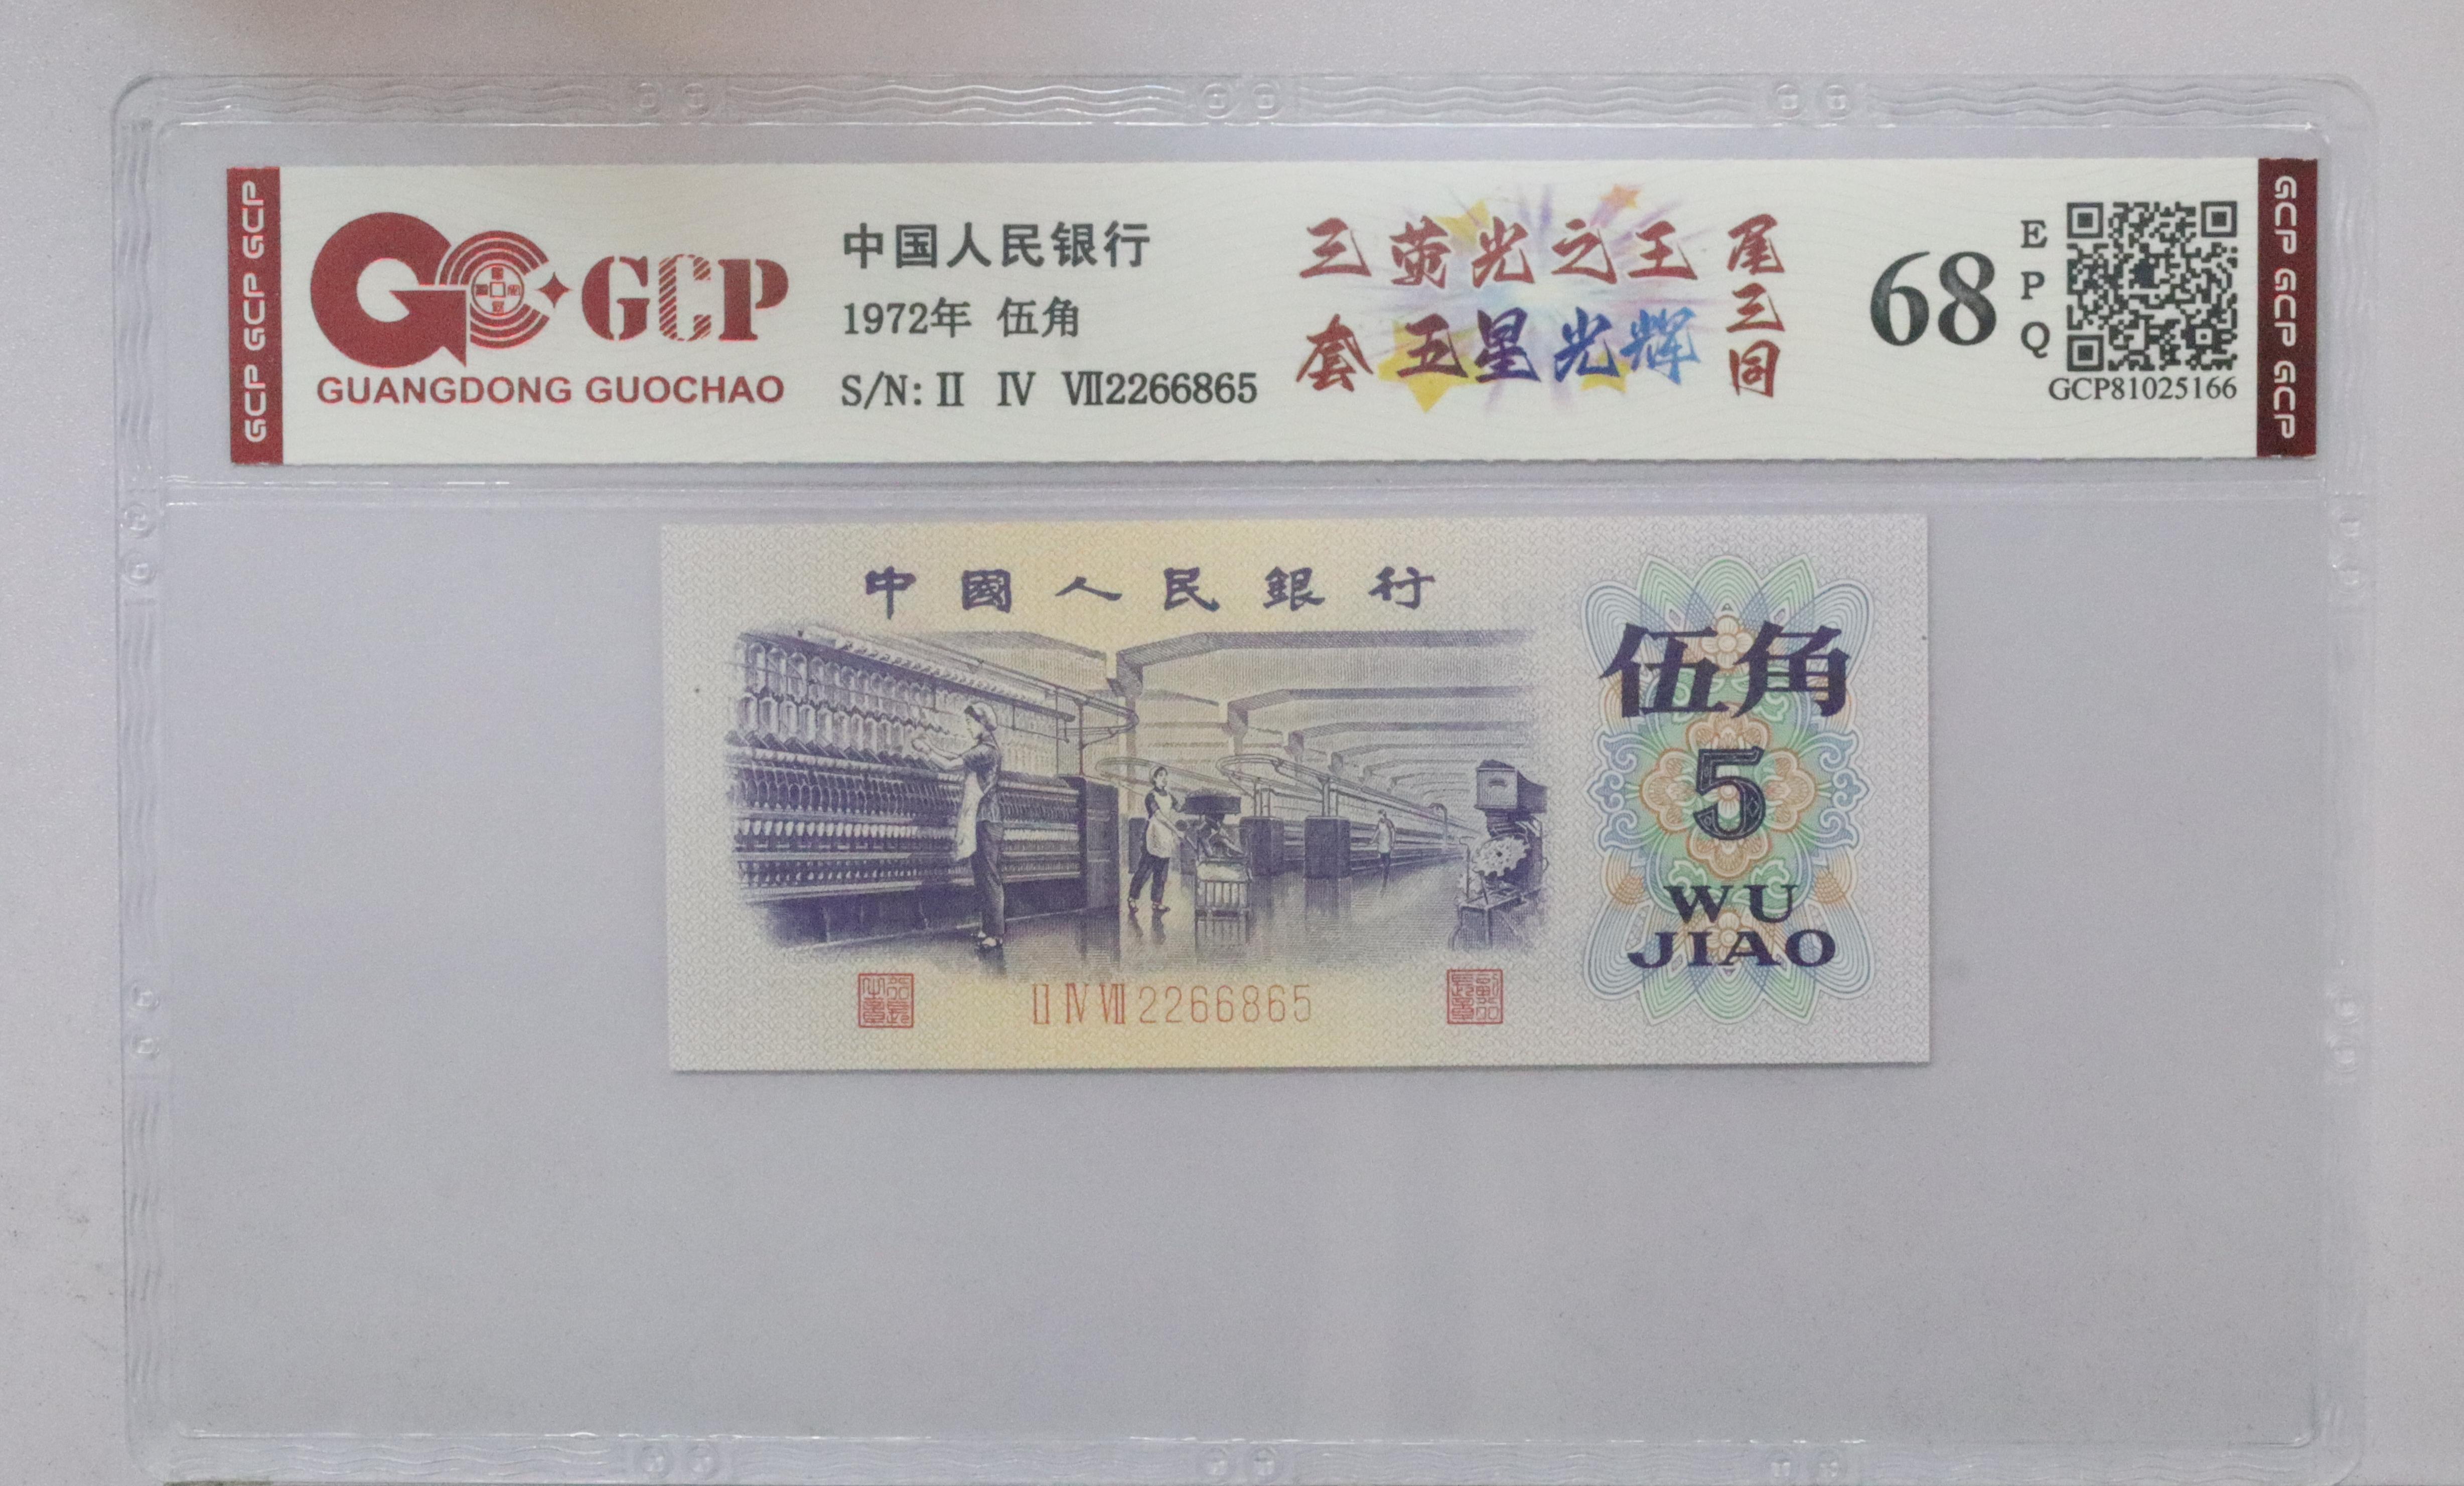 GCP GCP GCP GCP
GCP
GUANGDONG GUOCHAO
中国人民银行
1972年 伍角
S/N: II IV VII2266865
三套
荧光之王
五星光辉
尾三同
68
EPQ
GCP81025166
GCP GCP GCP
中國人民銀行
伍角
5
WU
JIAO
II IV VII 2266865